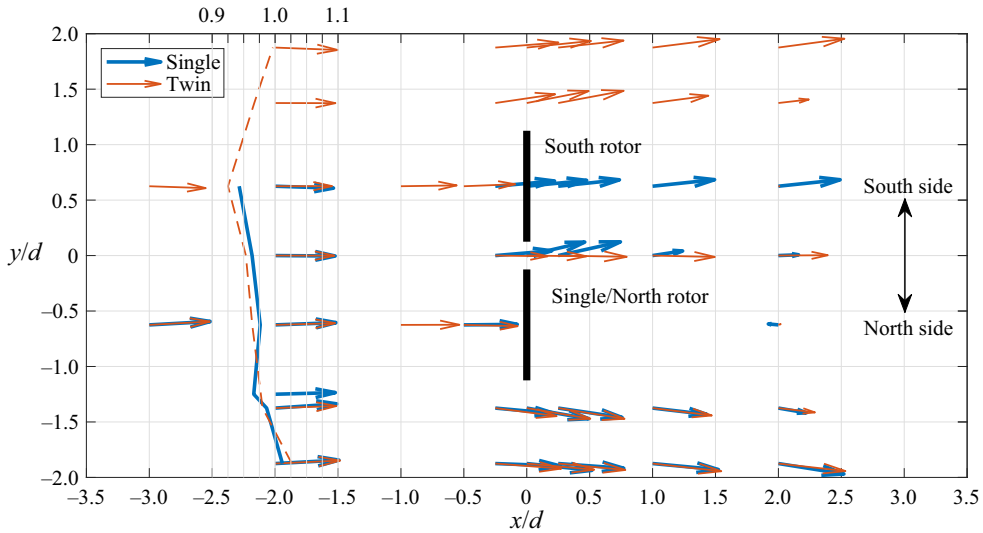 0.9 1.0 1.1
2.0
Single
Twin
1.5
1.0
South rotor
South side
0.5
y/d
0
Single/North rotor
–0.5
North side
–1.0
–1.5
–2.0
–3.5 –3.0 –2.5 –2.0 –1.5 –1.0 –0.5 0 0.5 1.0 1.5 2.0 2.5 3.0 3.5
x/d